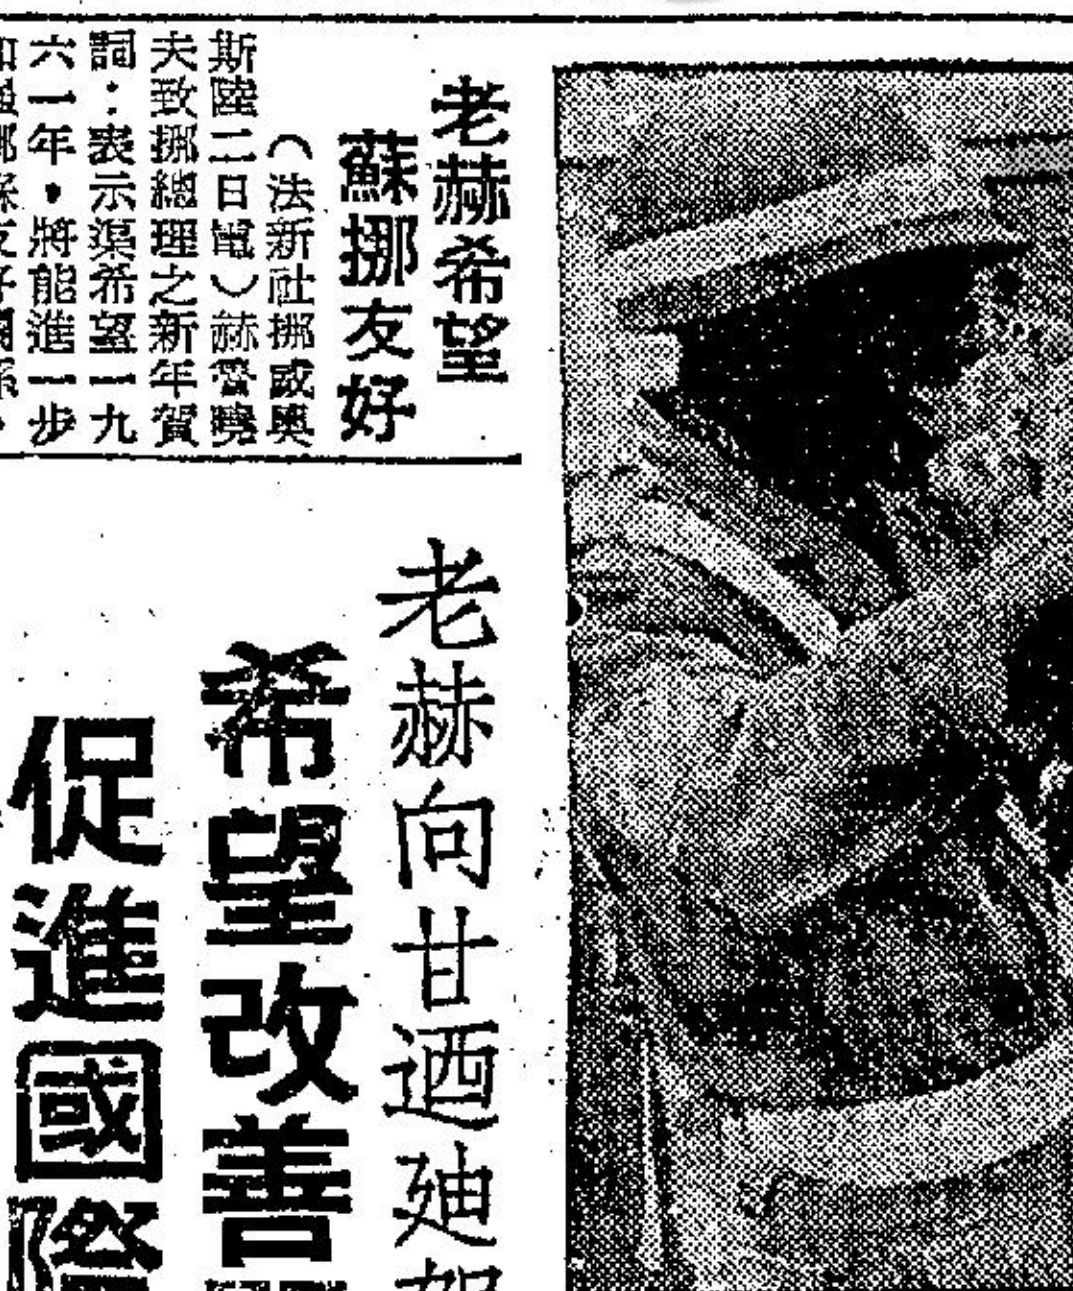 老赫希望
蘇挪友好
（法新社挪威奧
斯陸二日電）赫魯曉
夫致挪總理之新年賀
詞：表示渠希望一九
六一年，將能進一步
老赫向甘迺廸賀
希望改善
促進國際